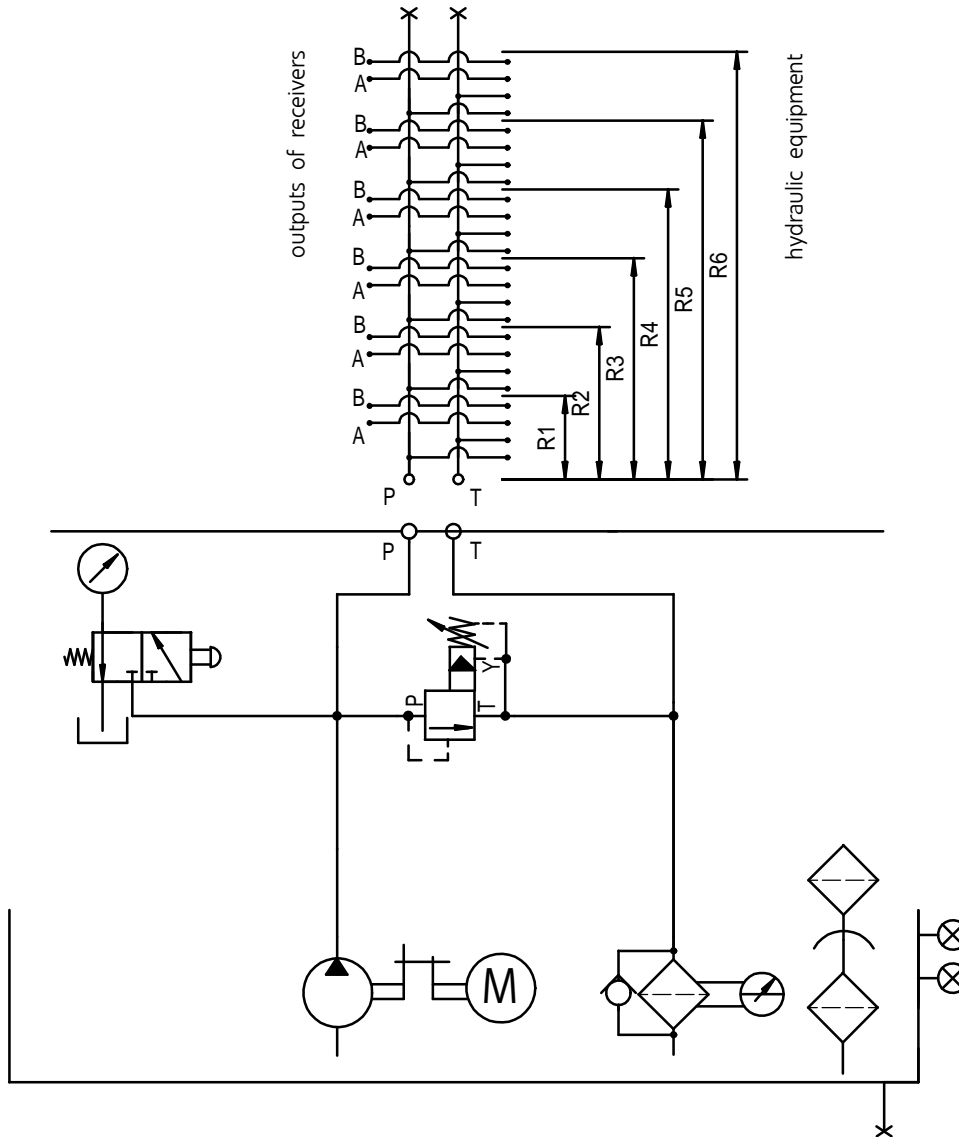 outputs of receivers
hydraulic equipment
B
A
B
A
B
A
B
A
B
A
B
A
R6
R5
R4
R3
R2
R1
P T
P T
P
T
Y
M